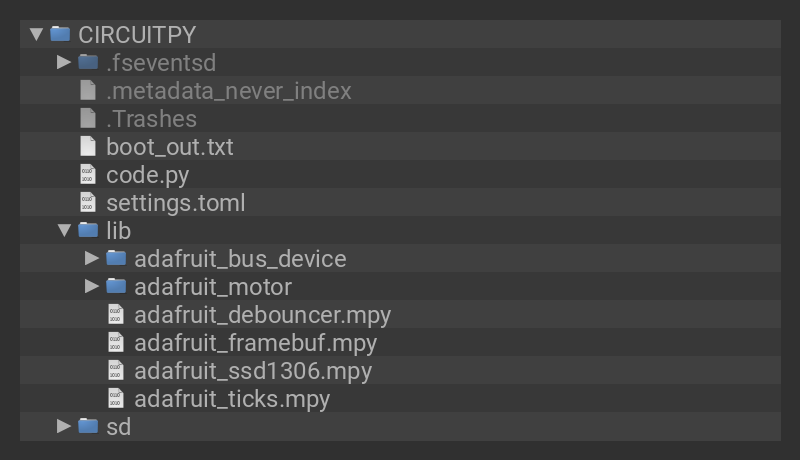 CIRCUITPY
.fseventsd
.metadata_never_index
.Trashes
boot_out.txt
code.py
settings.toml
lib
adafruit_bus_device
adafruit_motor
adafruit_debouncer.mpy
adafruit_framebuf.mpy
adafruit_ssd1306.mpy
adafruit_ticks.mpy
sd